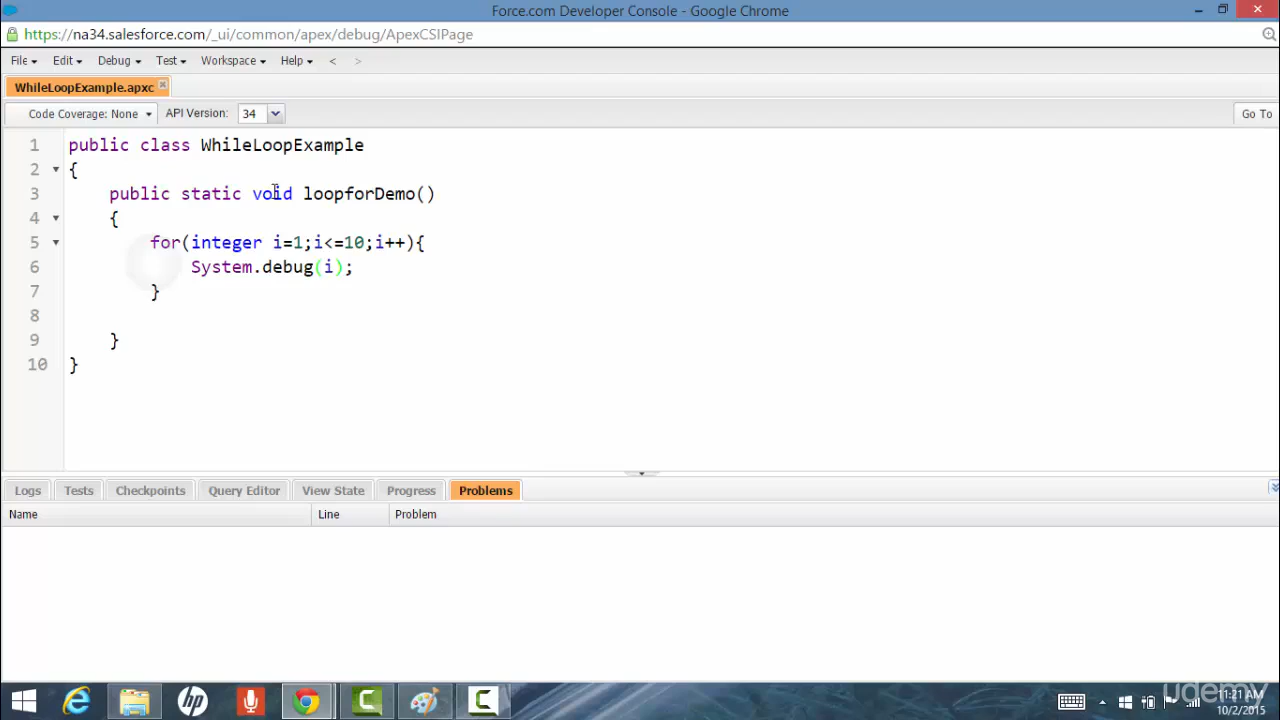 Force.com Developer Console - Google Chrome
https://na34.salesforce.com/_ui/common/apex/debug/ApexCSIPage
File Edit Debug Test Workspace Help < >
WhileLoopExample.apxc
Code Coverage: None API Version: 34 Go To
1 public class WhileLoopExample
2 {
3 public static void loopforDemo()
4 {
5 for(integer i=1;i<=10;i++){
6 System.debug(i);
7 }
8
9 }
10 }
Logs Tests Checkpoints Query Editor View State Progress Problems
Name Line Problem
hp
udemy
11:21 AM
10/2/2015